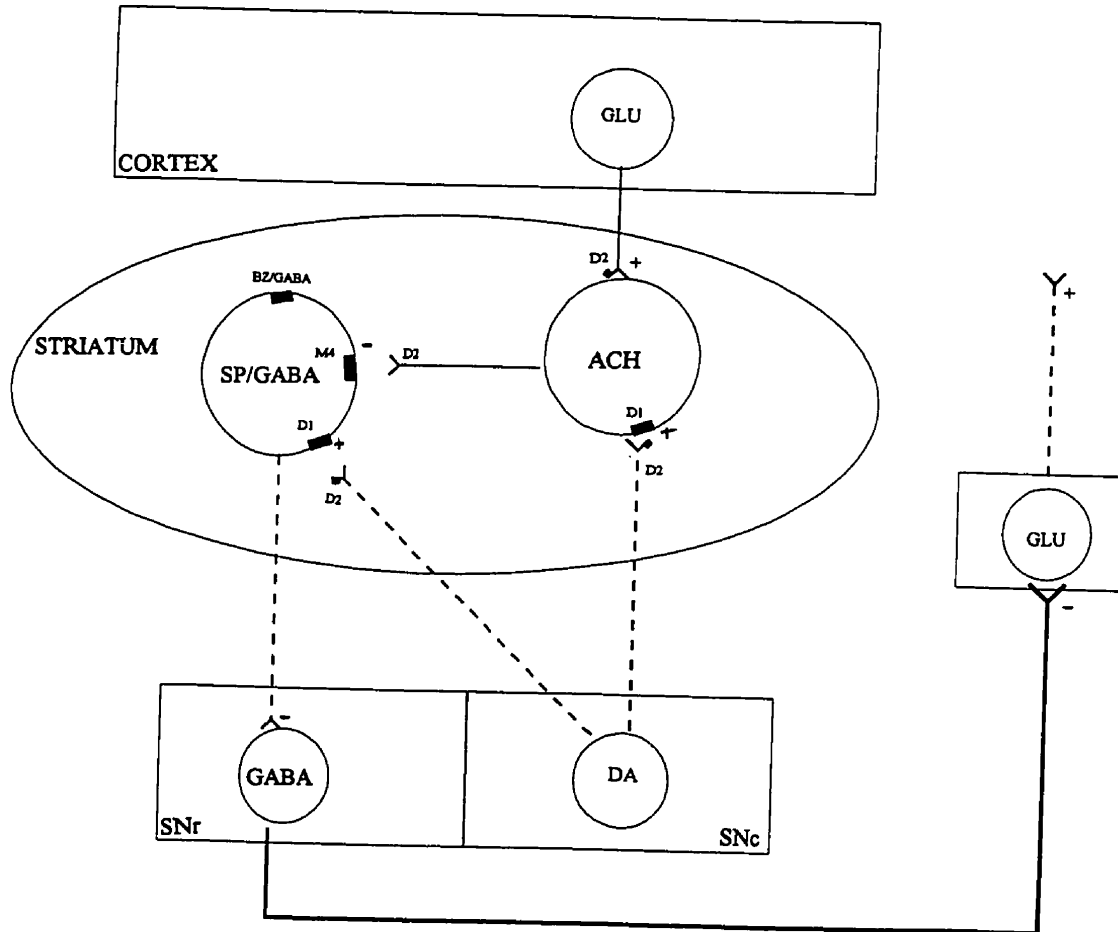 GLU
CORTEX
D2 +
BZ/GABA
STRIATUM
M4 -
SP/GABA
D2
ACH
D1 +
D2
D1 +
D2
+
GLU
-
-
GABA
DA
SNr
SNc